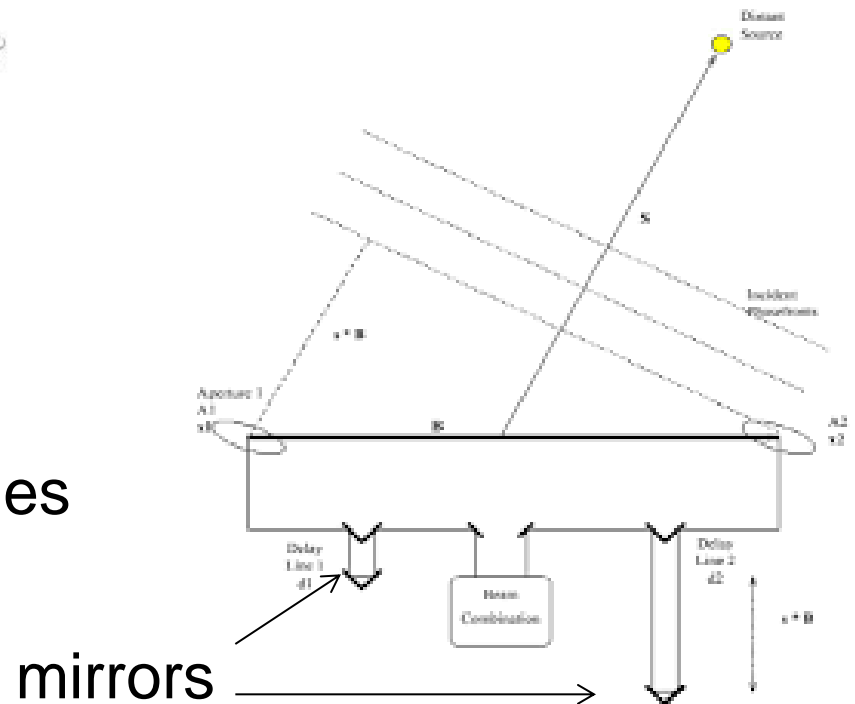 Distant
Source
S
Incident
s * B
Aperture 1
A1
B
A2
x2
es
Delay
Line 1
d1
Beam
Combination
Delay
Line 2
d2
s * B
mirrors